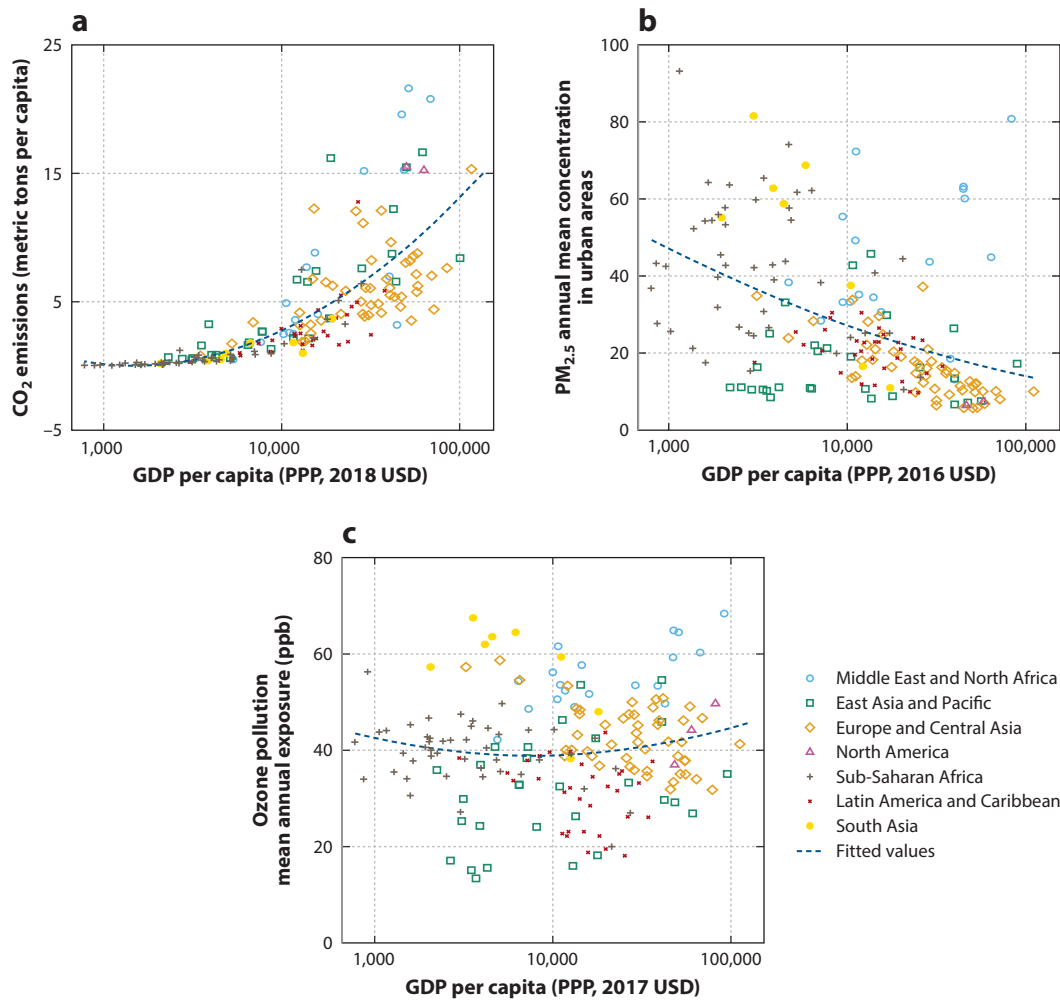 a
CO2 emissions (metric tons per capita)
25
15
5
−5
1,000
10,000
100,000
GDP per capita (PPP, 2018 USD)
b
PM2.5 annual mean concentration
in urban areas
100
80
60
40
20
0
1,000
10,000
100,000
GDP per capita (PPP, 2016 USD)
c
Ozone pollution
mean annual exposure (ppb)
80
60
40
20
0
1,000
10,000
100,000
GDP per capita (PPP, 2017 USD)
Middle East and North Africa
East Asia and Pacific
Europe and Central Asia
North America
Sub-Saharan Africa
Latin America and Caribbean
South Asia
Fitted values